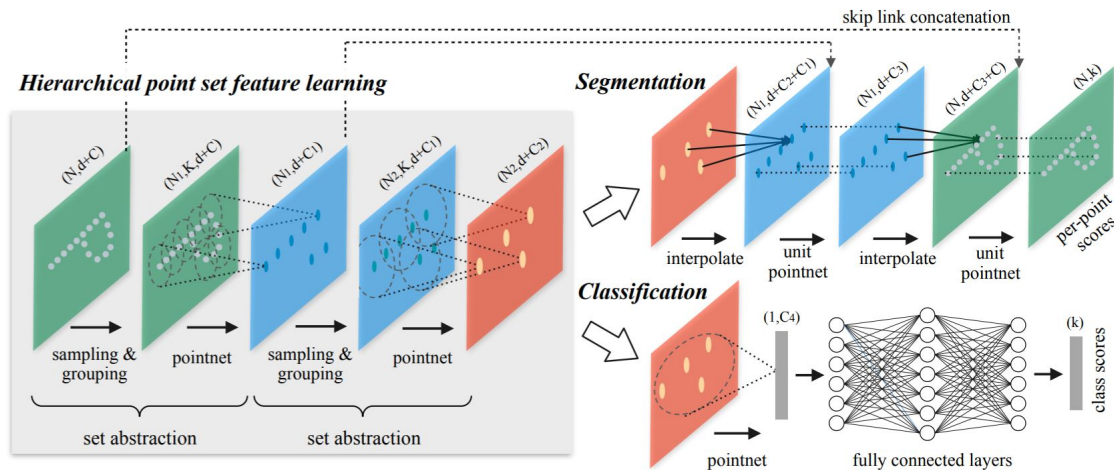 skip link concatenation
Hierarchical point set feature learning
(N,d+C)
(N1,K,d+C)
(N1,d+C1)
(N2,K,d+C1)
(N2,d+C2)
sampling &
grouping
pointnet
sampling &
grouping
pointnet
set abstraction
set abstraction
Segmentation
(N1,d+C2+C1)
(N1,d+C3)
(N,d+C3+C)
(N,k)
interpolate
unit
pointnet
interpolate
unit
pointnet
per-point
scores
Classification
(1,C4)
(k)
class scores
pointnet
fully connected layers